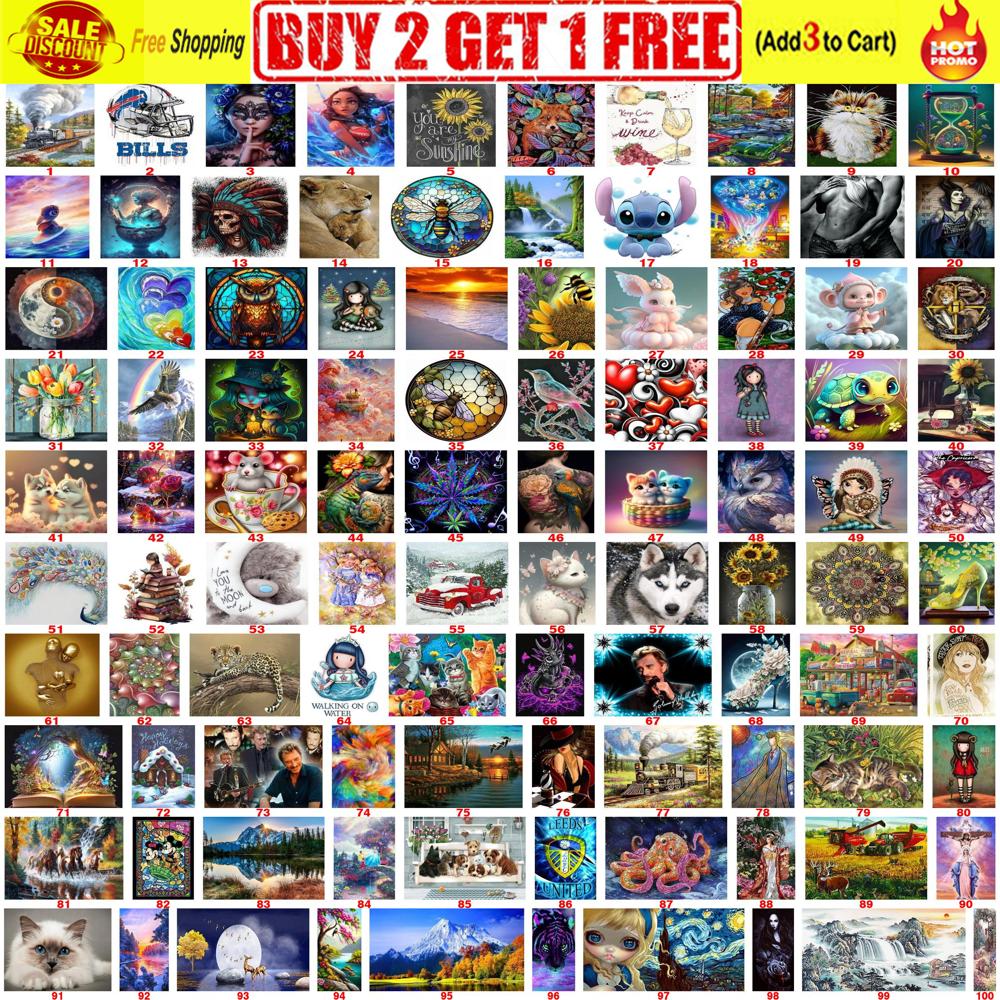 SALE
DISCOUNT
Free Shopping
BUY 2 GET 1 FREE
(Add3 to Cart)
HOT
PROMO
You are
my
Sunshine
Keep Calm
& Drink
wine
BILLS
1 2 3 4 5 6 7 8 9 10
11 12 13 14 15 16 17 18 19 20
21 22 23 24 25 26 27 28 29 30
31 32 33 34 35 36 37 38 39 40
41 42 43 44 45 46 47 48 49 50
I Love
YOU
to the
MOON
and back
51 52 53 54 55 56 57 58 59 60
WALKING ON
WATER
61 62 63 64 65 66 67 68 69 70
71 72 73 74 75 76 77 78 79 80
LEEDS
UNITED
81 82 83 84 85 86 87 88 89 90
91 92 93 94 95 96 97 98 99 100